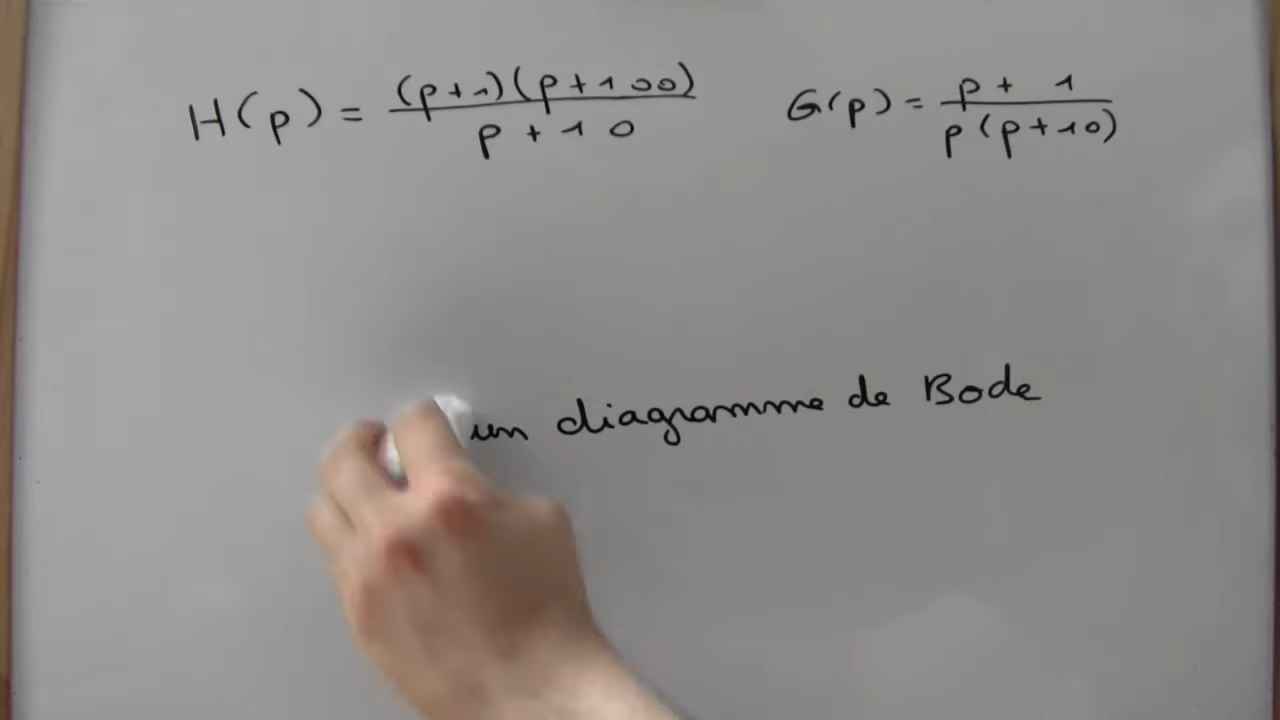 H(p) = (p+1)(p+100) / p+10
G(p) = p+1 / p(p+10)
un diagramme de Bode